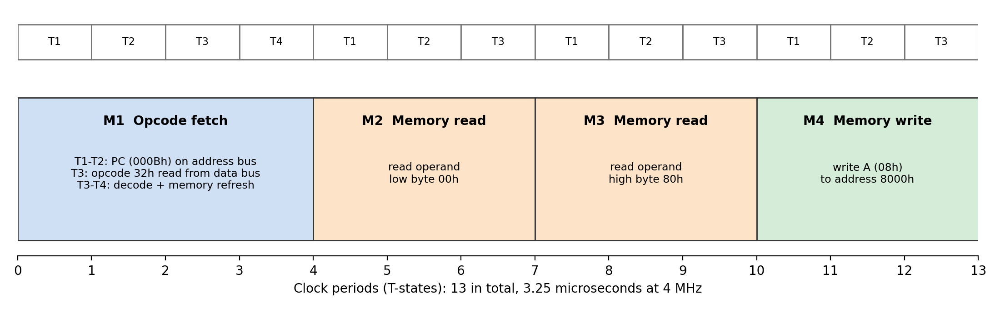 T1 T2 T3 T4 T1 T2 T3 T1 T2 T3 T1 T2 T3
M1 Opcode fetch
T1-T2: PC (000Bh) on address bus
T3: opcode 32h read from data bus
T3-T4: decode + memory refresh
M2 Memory read
read operand
low byte 00h
M3 Memory read
read operand
high byte 80h
M4 Memory write
write A (08h)
to address 8000h
0 1 2 3 4 5 6 7 8 9 10 11 12 13
Clock periods (T-states): 13 in total, 3.25 microseconds at 4 MHz